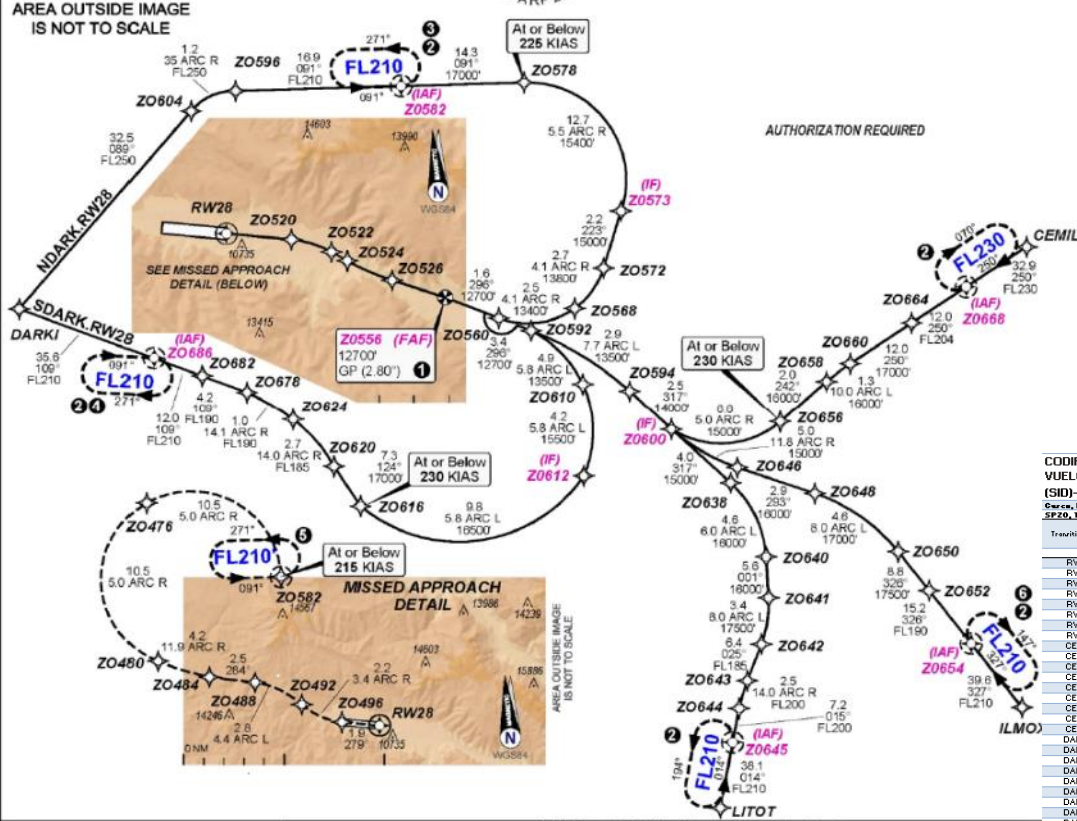 AREA OUTSIDE IMAGE
IS NOT TO SCALE
1.2
35 ARC R
FL250
ZO596
16.9
091°
FL210
271°
FL210
091°
3
2
14.3
091°
17000'
At or Below
225 KIAS
ZO578
ZO604
(IAF)
ZO582
32.5
089°
FL250
NDARK.RW28
12.7
5.5 ARC R
15400'
AUTHORIZATION REQUIRED
14603
13990
N
WGS84
RW28
ZO520
ZO522
ZO524
ZO526
10735
SEE MISSED APPROACH
DETAIL (BELOW)
13415
(IF)
ZO573
2.2
223°
15000'
2.7
4.1 ARC R
13800'
ZO572
1.6
296°
12700'
2.5
4.1 ARC R
13400'
ZO568
ZO560
ZO592
3.4
296°
12700'
2.9
7.7 ARC L
13500'
ZO556 (FAF)
12700'
GP (2.80°)
1
070°
2
FL230
250°
CEMIL
32.9
250°
FL230
(IAF)
ZO668
ZO664
12.0
250°
FL204
DARKI
SDARK.RW28
35.6
109°
FL210
(IAF)
ZO686
091°
FL210
271°
2 4
ZO682
12.0
109°
FL210
4.2
109°
FL190
ZO678
1.0
14.1 ARC R
FL190
ZO624
2.7
14.0 ARC R
FL185
ZO620
7.3
124°
17000'
At or Below
230 KIAS
ZO616
9.8
5.8 ARC L
16500'
4.9
5.8 ARC L
13500'
ZO610
4.2
5.8 ARC L
15500'
(IF)
ZO612
ZO594
2.5
317°
14000'
(IF)
ZO600
At or Below
230 KIAS
ZO660
12.0
250°
17000'
ZO658
2.0
242°
16000'
1.3
10.0 ARC L
16000'
ZO656
0.0
5.0 ARC R
15000'
5.0
11.8 ARC R
15000'
4.0
317°
15000'
ZO646
ZO638
2.9
293°
16000'
ZO648
4.6
8.0 ARC L
17000'
4.6
6.0 ARC L
16000'
ZO640
ZO650
8.8
326°
17500'
5.6
001°
16000'
ZO641
ZO652
3.4
8.0 ARC L
17500'
15.2
326°
FL190
ZO642
6.4
025°
FL185
(IAF)
ZO654
6
2
147°
FL210
327°
39.6
327°
FL210
ILMOX
ZO643
2.5
14.0 ARC R
FL200
ZO644
7.2
015°
FL200
2
194°
FL210
014°
(IAF)
ZO645
38.1
014°
FL210
LITOT
ZO476
10.5
5.0 ARC R
271°
FL210
091°
5
At or Below
215 KIAS
10.5
5.0 ARC R
ZO582
14567
MISSED APPROACH
DETAIL
13986
14239
AREA OUTSIDE IMAGE
IS NOT TO SCALE
ZO480
4.2
11.9 ARC R
ZO484
2.5
284°
ZO488
14246
ZO492
2.2
3.4 ARC R
14603
15886
2.8
4.4 ARC L
ZO496
RW28
1.9
279°
10735
0 NM
N
WGS84